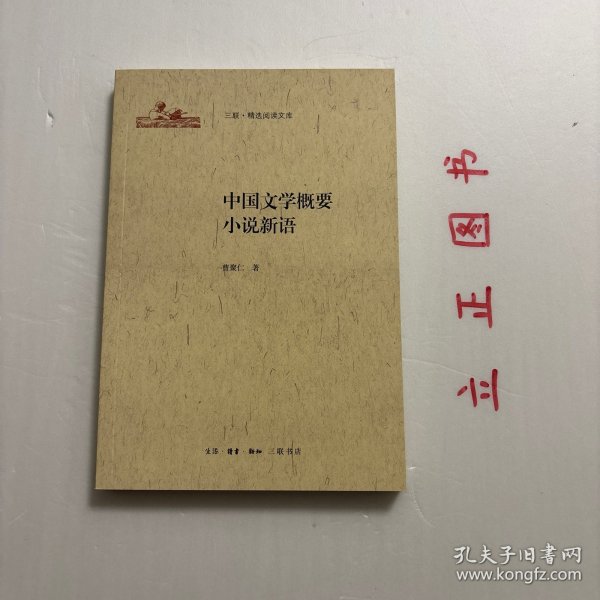 三联·精选阅读文库
中国文学概要
小说新语
曹聚仁 著
生活·讀書·新知 三联书店
立正图书
孔夫子旧书网
www.kongfz.com